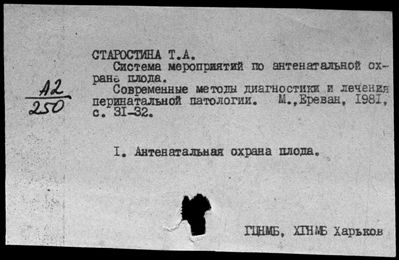 СТАРОСТИНА Т.А.
Система мероприятий по антенатальной ох-
рана плода.
А2
250
Современные методы диагностики и лечения
перинатальной патологии. М.,Ереван, 1981,
с. 31-32.
I. Антенатальная охрана плода.
ГЦНМБ, ХГНМБ Харьков